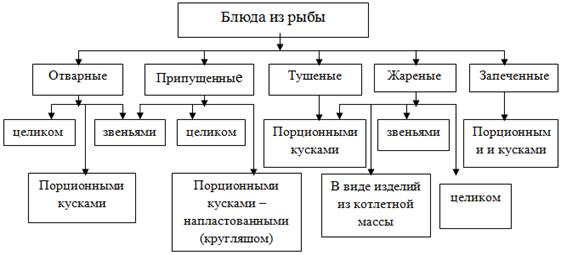 Блюда из рыбы
Отварные
Припущенные
Тушеные
Жареные
Запеченные
целиком
звеньями
целиком
Порционными
кусками
звеньями
Порционным
и и кусками
Порционными
кусками
Порционными
кусками –
напластованными
(кругляшом)
В виде изделий
из котлетной
массы
целиком